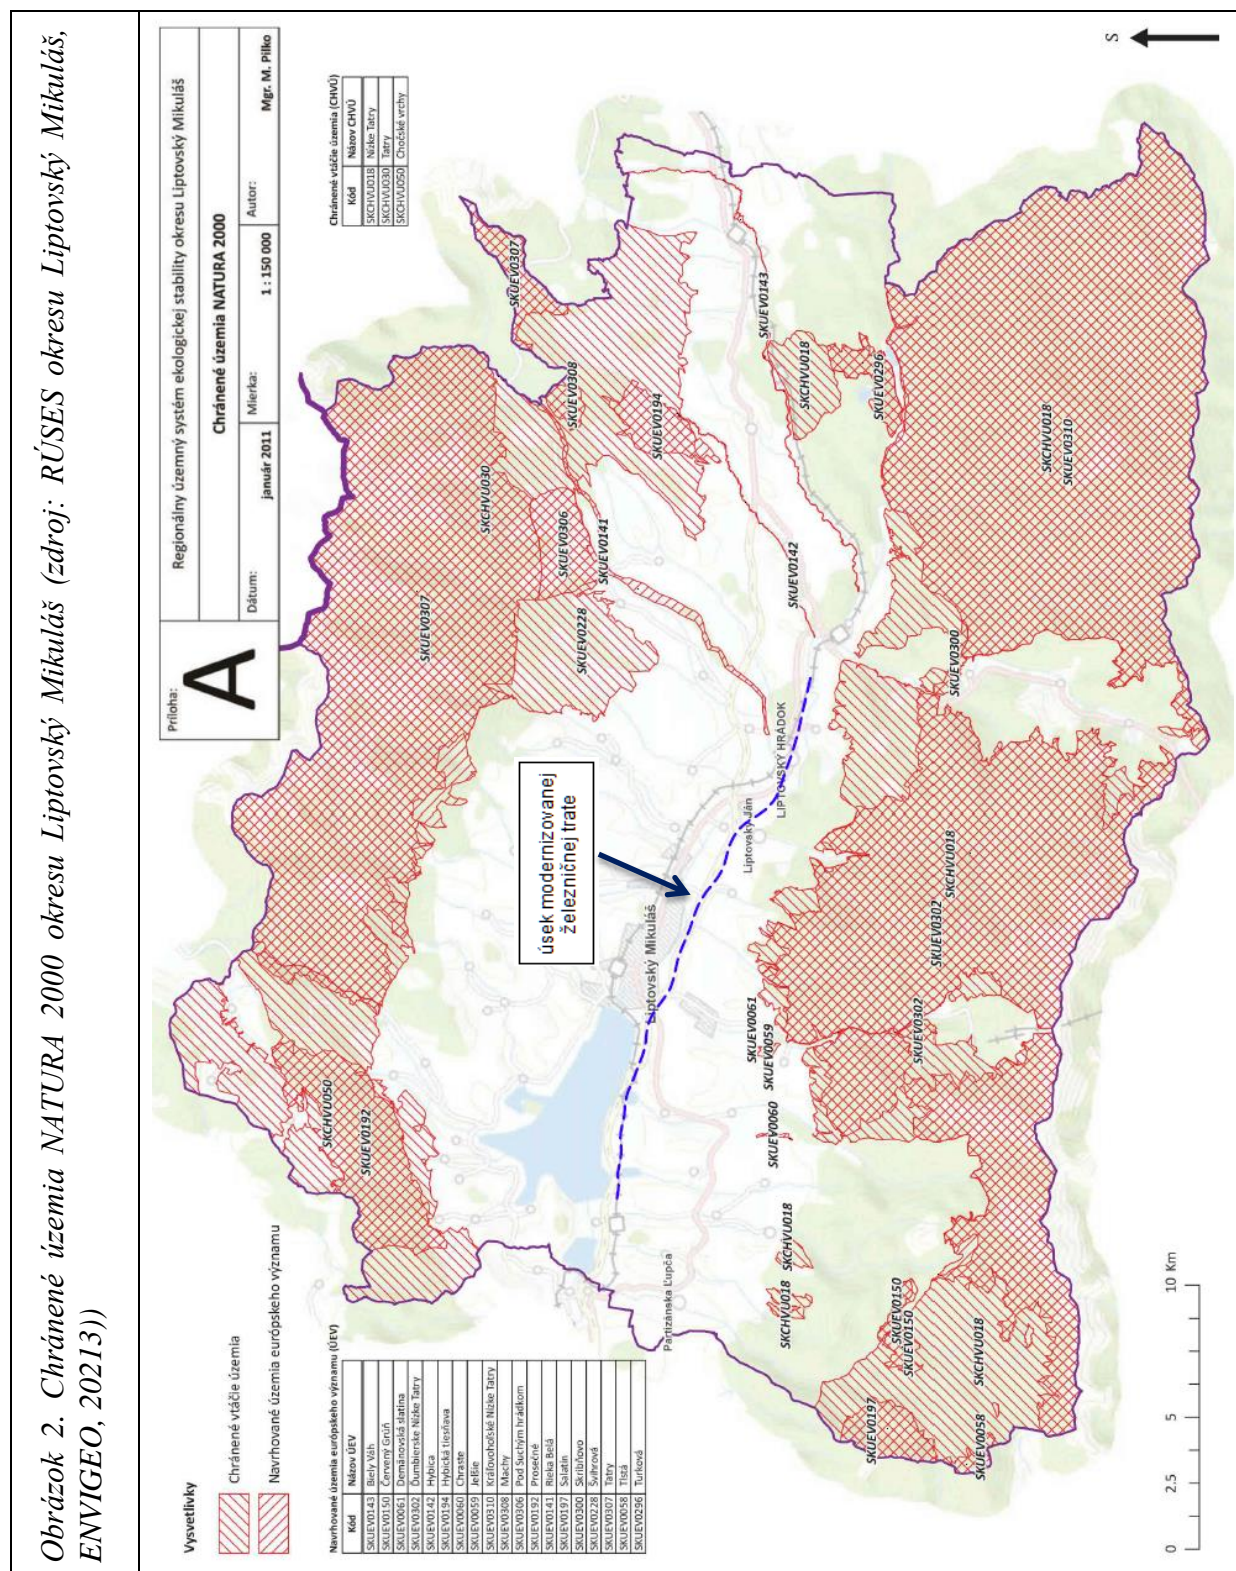 Obrázok 2. Chránené územia NATURA 2000 okresu Liptovský Mikuláš (zdroj: RÚSES okresu Liptovský Mikuláš,
ENVIGEO, 20213))
Príloha:
A
Regionálny územný systém ekologickej stability okresu Liptovský Mikuláš
Chránené územia NATURA 2000
Dátum:
január 2011
Mierka:
1 : 150 000
Autor:
Mgr. M. Pilko
Chránené vtáčie územia (CHVÚ)
Kód Názov CHVÚ
SKCHVU018 Nízke Tatry
SKCHVU030 Tatry
SKCHVU050 Chočské vrchy
S
Vysvetlivky
Chránené vtáčie územia
Navrhované územia európskeho významu
Navrhované územia európskeho významu (ÚEV)
Kód Názov ÚEV
SKUEV0143 Biely Váh
SKUEV0150 Červený Grúň
SKUEV0061 Demänovská slatina
SKUEV0302 Ďumbierske Nízke Tatry
SKUEV0142 Hybica
SKUEV0194 Hybická tiesňava
SKUEV0060 Chraste
SKUEV0059 Jelšie
SKUEV0310 Kráľovohoľské Nízke Tatry
SKUEV0308 Machy
SKUEV0306 Pod Suchým hrádkom
SKUEV0192 Prosečné
SKUEV0141 Rieka Belá
SKUEV0197 Salatín
SKUEV0300 Skribňovo
SKUEV0228 Švihrová
SKUEV0307 Tatry
SKUEV0058 Tlstá
SKUEV0296 Turková
SKCHVU050
SKUEV0192
SKUEV0307
SKCHVU030
SKUEV0307
SKUEV0308
SKUEV0306
SKUEV0141
SKUEV0228
SKUEV0194
SKUEV0142
SKUEV0143
SKCHVU018
SKUEV0296
SKCHVU018
SKUEV0310
SKUEV0300
úsek modernizovanej
železničnej trate
Liptovský Mikuláš
Liptovský Ján
LIPTOVSKÝ HRÁDOK
Partizánska Ľupča
SKUEV0061
SKUEV0059
SKUEV0060
SKCHVU018
SKCHVU018
SKUEV0302
SKCHVU018
SKUEV0302
SKUEV0150
SKUEV0150
SKCHVU018
SKUEV0197
SKUEV0058
0 2,5 5 10 Km